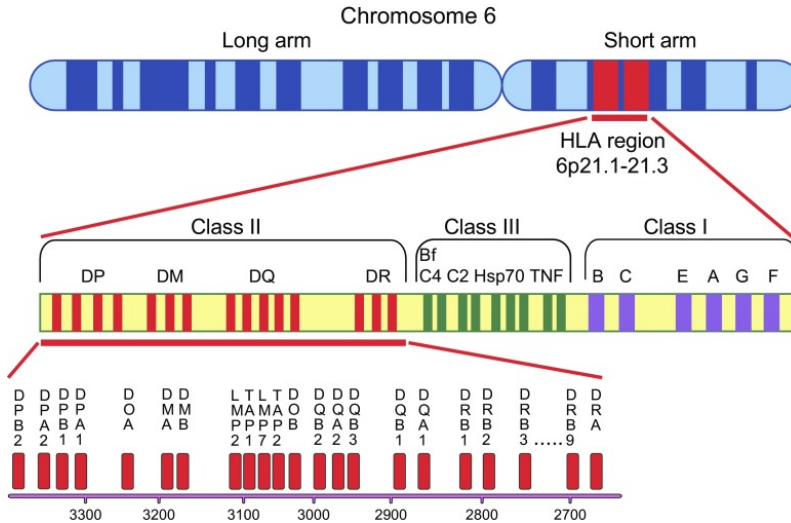 Chromosome 6
Long arm
Short arm
HLA region
6p21.1-21.3
Class II
Class III
Class I
Bf
DP DM DQ DR C4 C2 Hsp70 TNF B C E A G F
DPB2 DPA2 DPB1 DPA1 DOA DMA DMB LMP2 TAP1 LMP7 TAP2 DOB DQB2 DQA2 DQB3 DQB1 DQA1 DRB1 DRB2 DRB3 ..... DRB9 DRA
3300 3200 3100 3000 2900 2800 2700